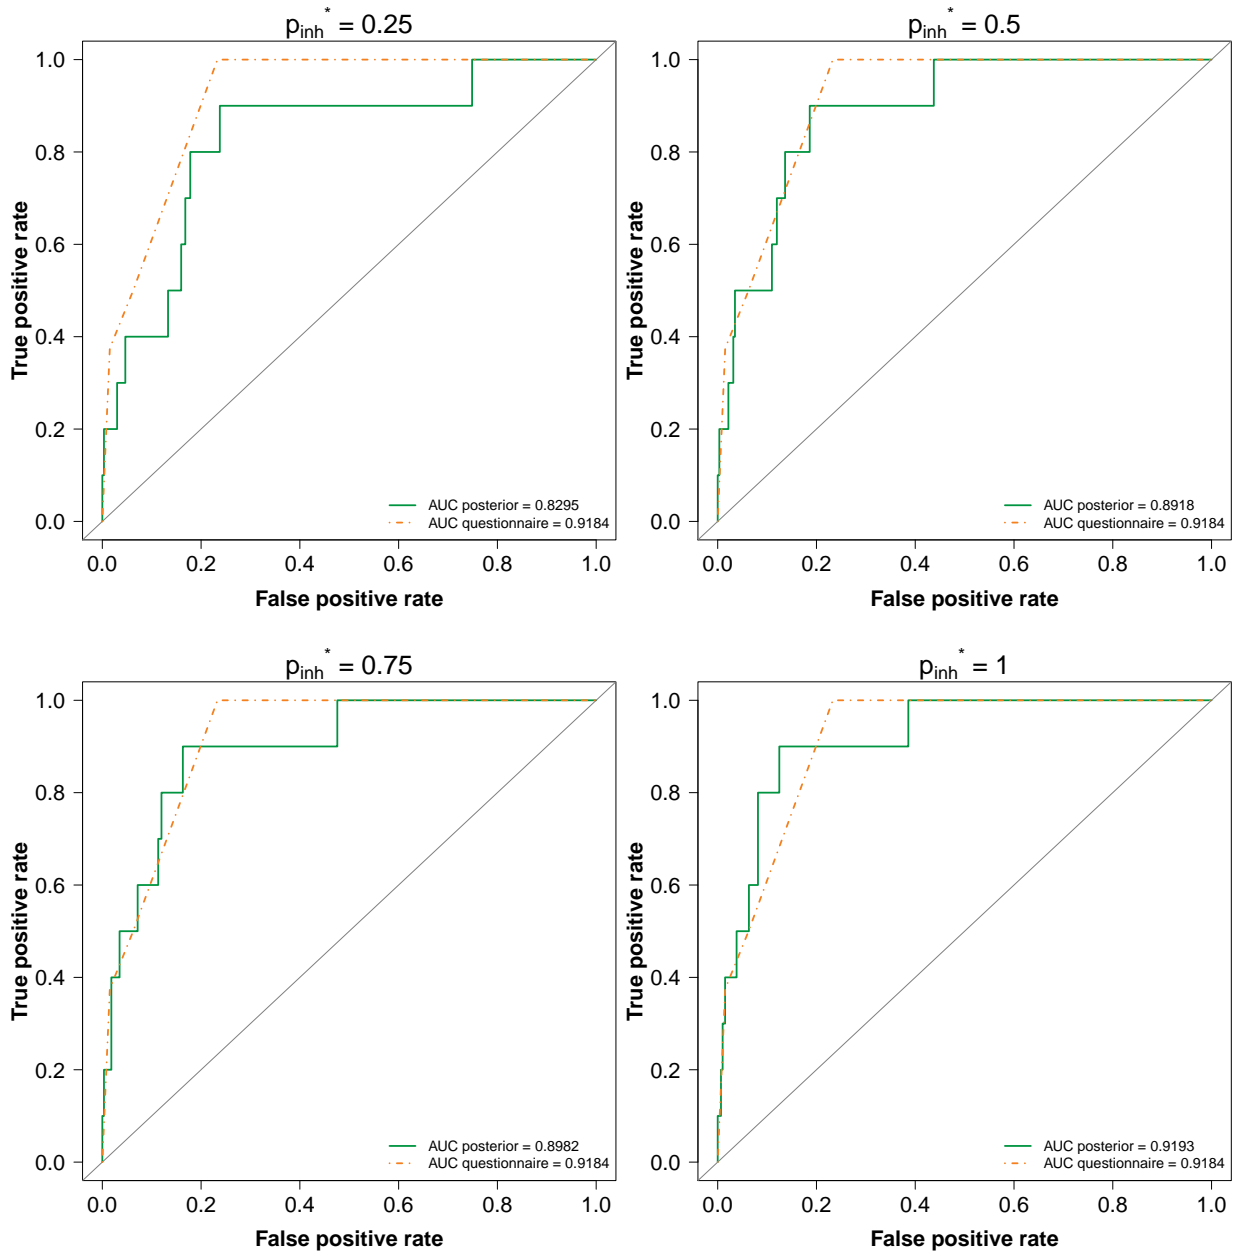 p_inh* = 0.25
1.0
0.8
0.6
0.4
0.2
0.0
True positive rate
AUC posterior = 0.8295
AUC questionnaire = 0.9184
0.0 0.2 0.4 0.6 0.8 1.0
False positive rate
p_inh* = 0.5
1.0
0.8
0.6
0.4
0.2
0.0
True positive rate
AUC posterior = 0.8918
AUC questionnaire = 0.9184
0.0 0.2 0.4 0.6 0.8 1.0
False positive rate
p_inh* = 0.75
1.0
0.8
0.6
0.4
0.2
0.0
True positive rate
AUC posterior = 0.8982
AUC questionnaire = 0.9184
0.0 0.2 0.4 0.6 0.8 1.0
False positive rate
p_inh* = 1
1.0
0.8
0.6
0.4
0.2
0.0
True positive rate
AUC posterior = 0.9193
AUC questionnaire = 0.9184
0.0 0.2 0.4 0.6 0.8 1.0
False positive rate